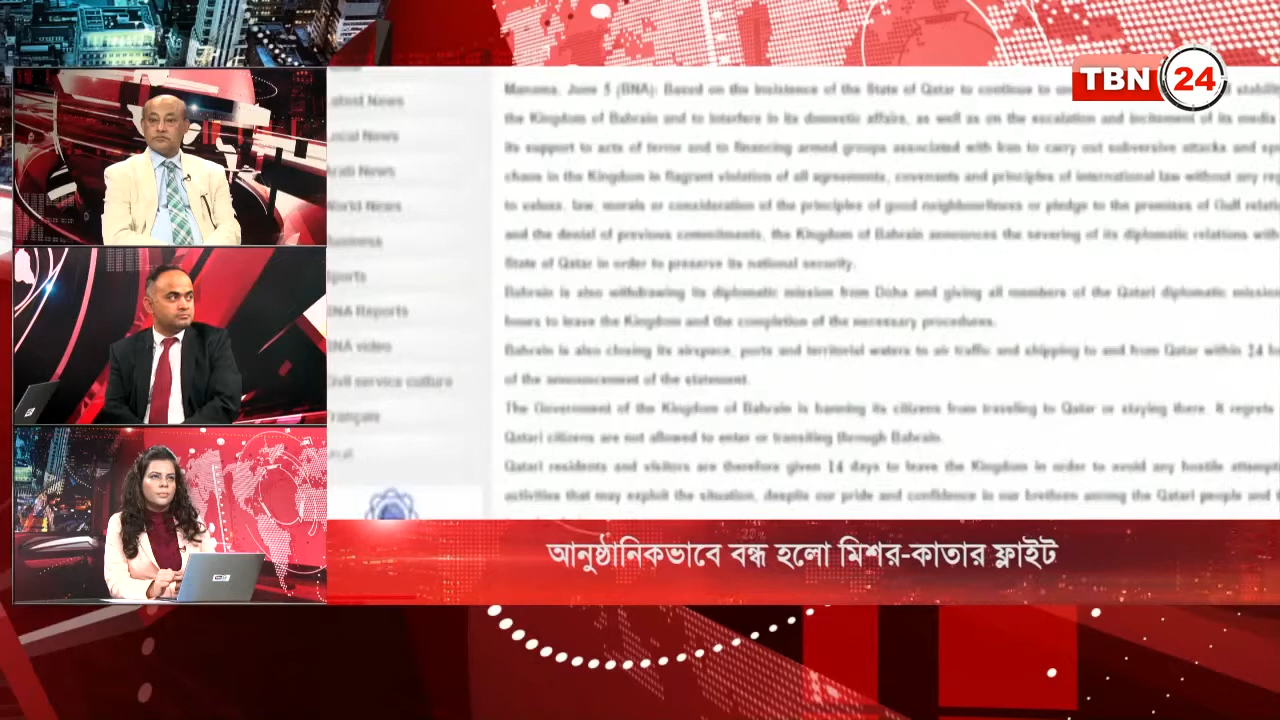 TBN 24
Latest News
Local News
Arab News
World News
Business
Sports
BNA Reports
BNA video
Civil service culture
Français
Manama, June 5 (BNA): Based on the insistence of the State of Qatar to continue to stabili
the Kingdom of Bahrain and to interfere in its domestic affairs, as well as on the escalation and incitement of its media
its support to acts of terror and to financing armed groups associated with Iran to carry out subversive attacks and sp
chaos in the Kingdom in flagrant violation of all agreements, covenants and principles of international law without any reg
to values, law, morals or consideration of the principles of good neighbourliness or pledge to the premises of Gulf relati
and the denial of previous commitments, the Kingdom of Bahrain announces the severing of its diplomatic relations with
State of Qatar in order to preserve its national security.
Bahrain is also withdrawing its diplomatic mission from Doha and giving all members of the Qatari diplomatic mission
hours to leave the Kingdom and the completion of the necessary procedures.
Bahrain is also closing its airspace, ports and territorial waters to air traffic and shipping to and from Qatar within 24 h
of the announcement of the statement.
The Government of the Kingdom of Bahrain is banning its citizens from traveling to Qatar or staying there. It regrets
Qatari citizens are not allowed to enter or transiting through Bahrain.
Qatari residents and visitors are therefore given 14 days to leave the Kingdom in order to avoid any hostile attempt
activities that may exploit the situation, despite our pride and confidence in our brethren among the Qatari people and
আনুষ্ঠানিকভাবে বন্ধ হলো মিশর-কাতার ফ্লাইট